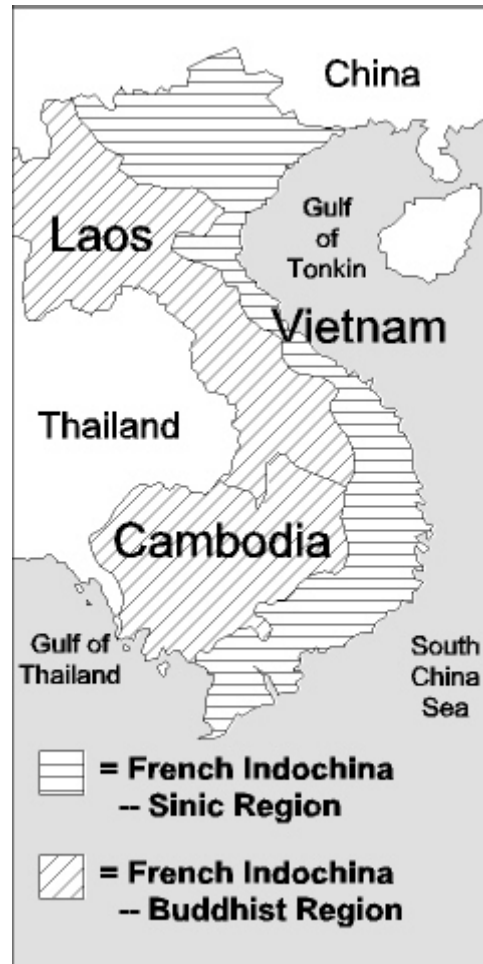 China
Gulf
of
Tonkin
Laos
Vietnam
Thailand
Cambodia
Gulf of
Thailand
South
China
Sea
= French Indochina
-- Sinic Region
= French Indochina
-- Buddhist Region